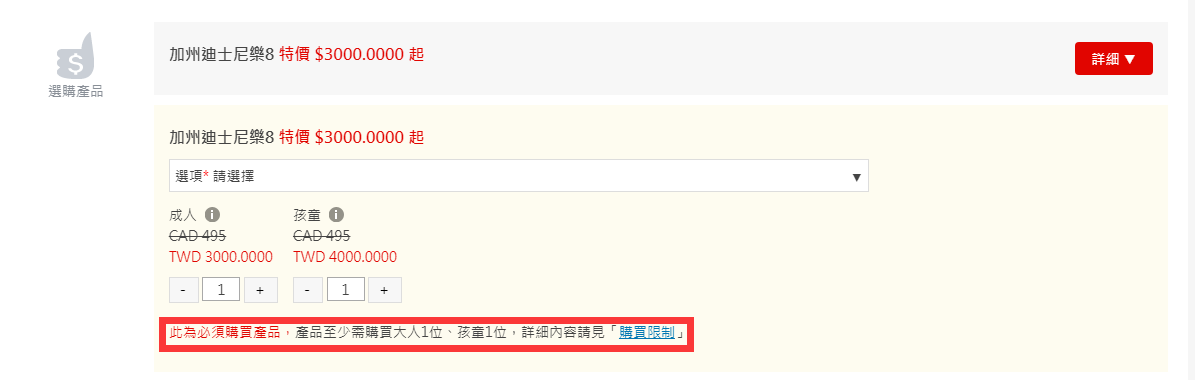 加州迪士尼樂8 特價 $3000.0000 起
詳細 ▼
選購產品
加州迪士尼樂8 特價 $3000.0000 起
選項* 請選擇 ▼
成人 孩童
CAD 495 CAD 495
TWD 3000.0000 TWD 4000.0000
- 1 + - 1 +
此為必須購買產品，產品至少需購買大人1位、孩童1位，詳細內容請見「購買限制」